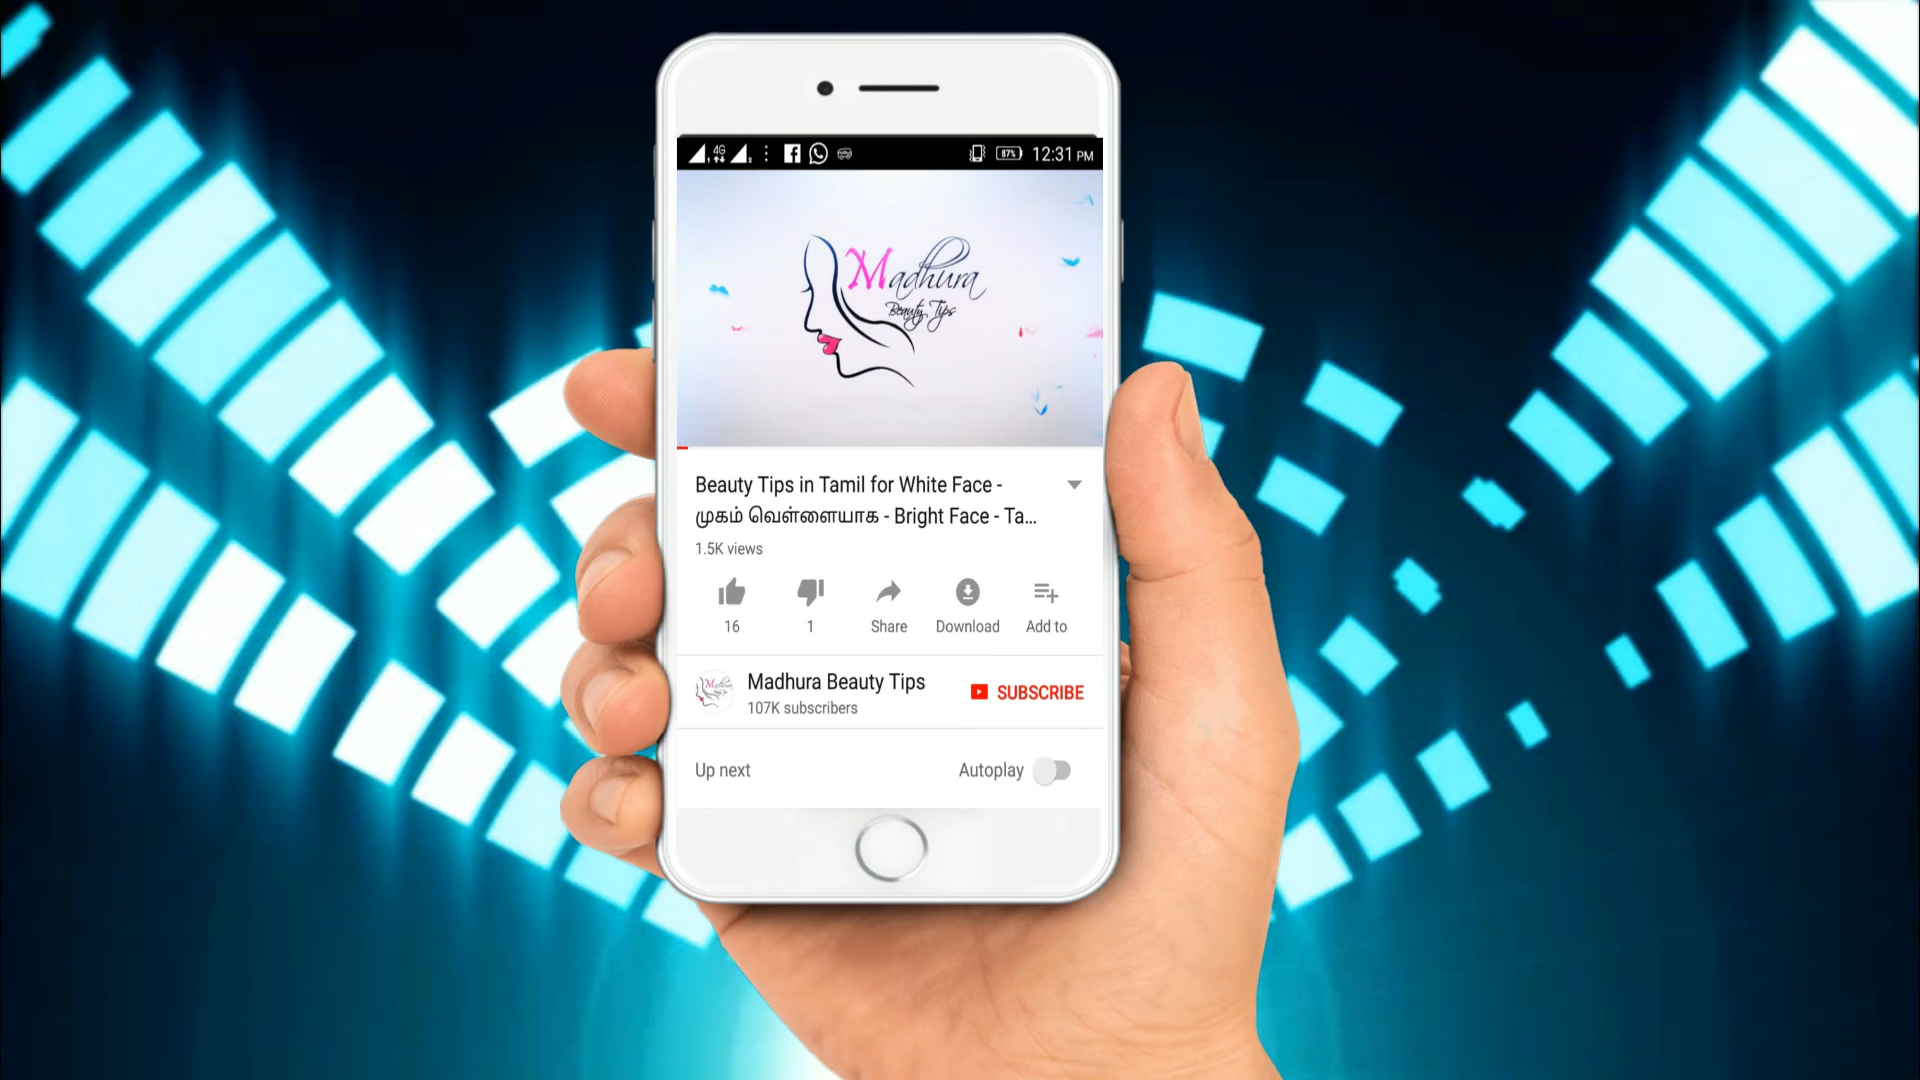 4G
87%
12:31 PM
Madhura
Beauty Tips
Beauty Tips in Tamil for White Face -
முகம் வெள்ளையாக - Bright Face - Ta...
1.5K views
16
1
Share
Download
Add to
Madhura Beauty Tips
107K subscribers
SUBSCRIBE
Up next
Autoplay